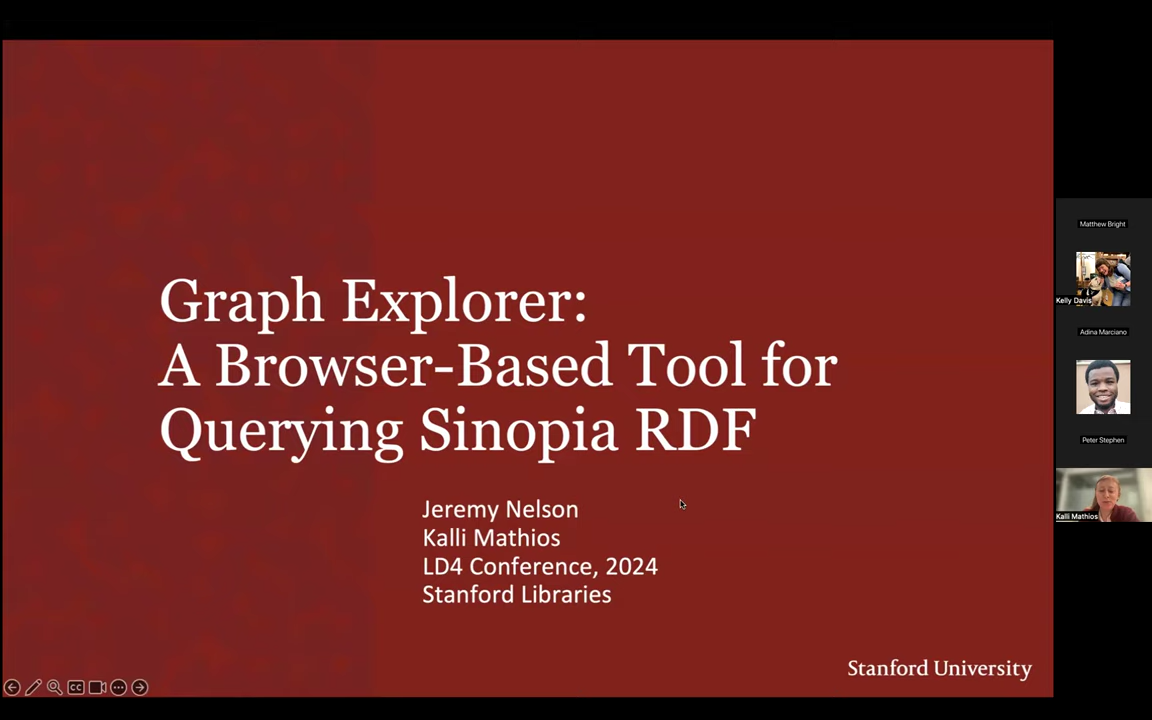 Graph Explorer:
A Browser-Based Tool for
Querying Sinopia RDF
Jeremy Nelson
Kalli Mathios
LD4 Conference, 2024
Stanford Libraries
Stanford University
Matthew Bright
Kelly Davis
Adina Marciano
Peter Stephen
Kalli Mathios
CC